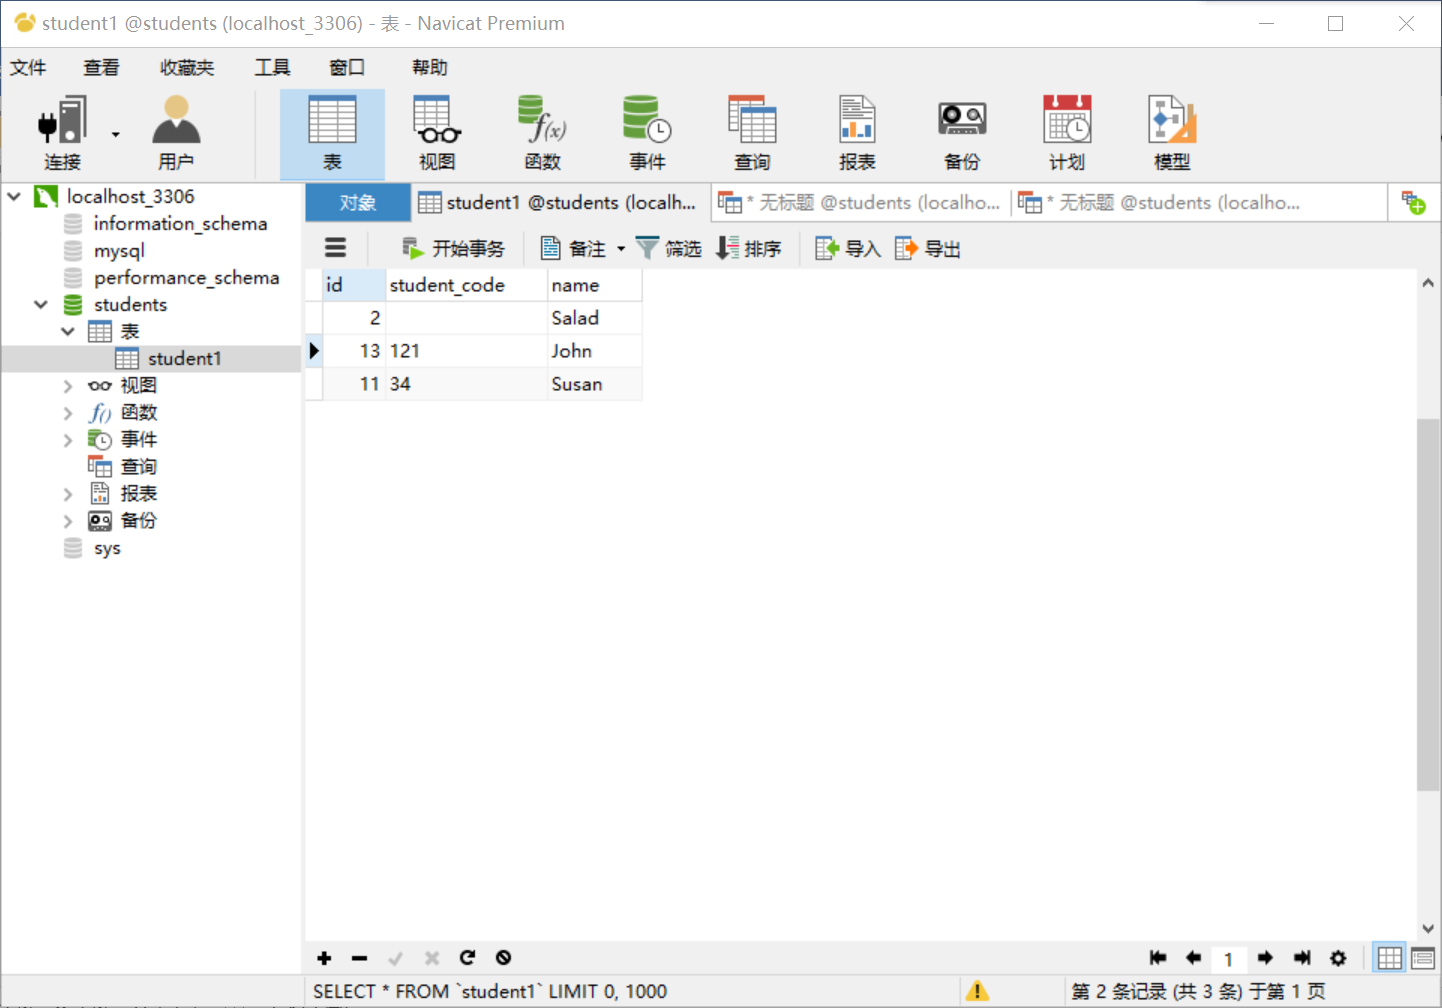 student1 @students (localhost_3306) - 表 - Navicat Premium
文件 查看 收藏夹 工具 窗口 帮助
连接 用户 表 视图 函数 事件 查询 报表 备份 计划 模型
localhost_3306
information_schema
mysql
performance_schema
students
表
student1
视图
函数
事件
查询
报表
备份
sys
对象 student1 @students (localh... * 无标题 @students (localho... * 无标题 @students (localho...
开始事务 备注 筛选 排序 导入 导出
id student_code name
2 Salad
13 121 John
11 34 Susan
1
SELECT * FROM `student1` LIMIT 0, 1000 第 2 条记录 (共 3 条) 于第 1 页